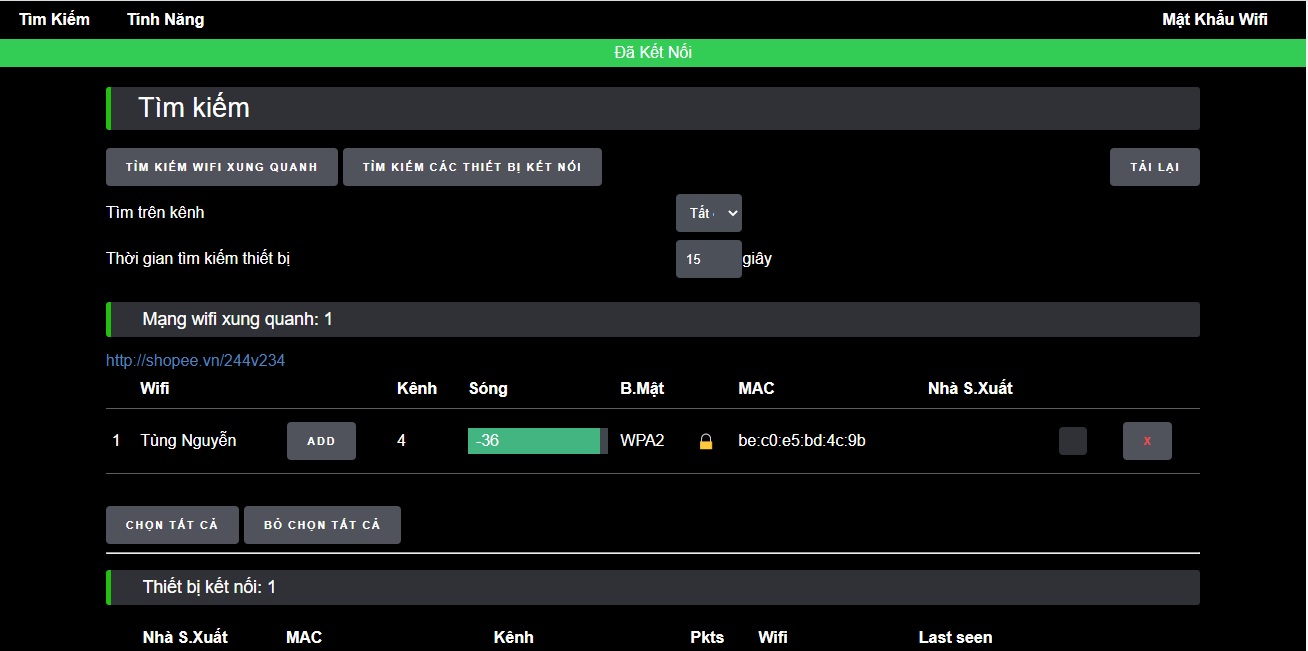 Tìm Kiếm Tính Năng Mật Khẩu Wifi
Đã Kết Nối
Tìm kiếm
TÌM KIẾM WIFI XUNG QUANH TÌM KIẾM CÁC THIẾT BỊ KẾT NỐI TẢI LẠI
Tìm trên kênh Tất
Thời gian tìm kiếm thiết bị 15 giây
Mạng wifi xung quanh: 1
http://shopee.vn/244v234
Wifi Kênh Sóng B.Mật MAC Nhà S.Xuất
1 Tùng Nguyễn ADD 4 -36 WPA2 be:c0:e5:bd:4c:9b X
CHỌN TẤT CẢ BỎ CHỌN TẤT CẢ
Thiết bị kết nối: 1
Nhà S.Xuất MAC Kênh Pkts Wifi Last seen